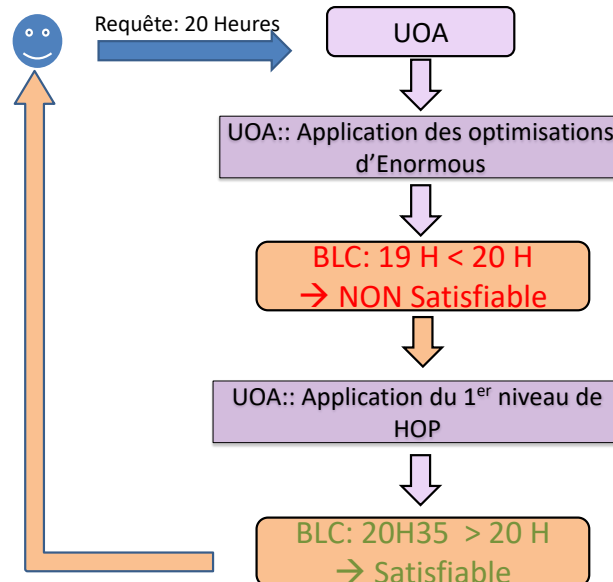 Requête: 20 Heures
UOA
UOA:: Application des optimisations
d’Enormous
BLC: 19 H < 20 H
→ NON Satisfiable
UOA:: Application du 1er niveau de
HOP
BLC: 20H35 > 20 H
→ Satisfiable